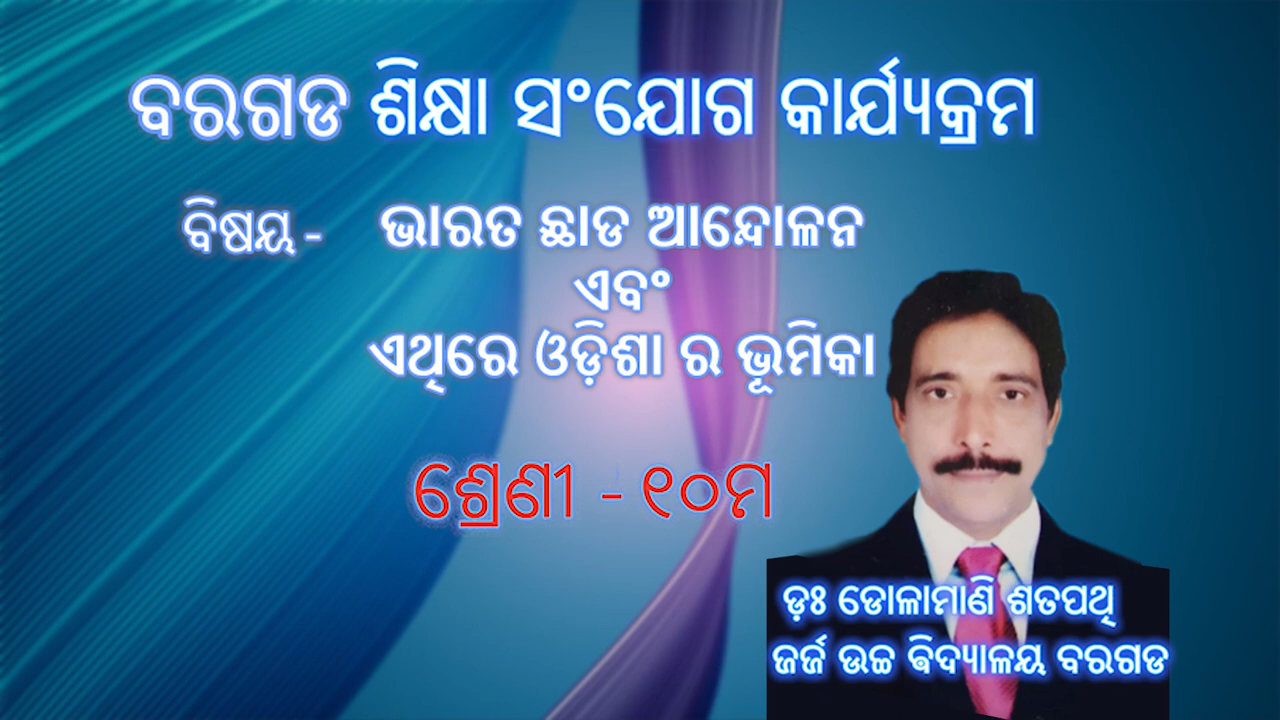 ବରଗଡ ଶିକ୍ଷା ସଂଯୋଗ କାର୍ଯ୍ୟକ୍ରମ
ବିଷୟ - ଭାରତ ଛାଡ ଆନ୍ଦୋଳନ
ଏବଂ
ଏଥିରେ ଓଡ଼ିଶା ର ଭୂମିକା
ଶ୍ରେଣୀ - ୧୦ମ
ଡ଼ଃ ଡୋଳାମାଣି ଶତପଥି
ଜର୍ଜ ଉଚ୍ଚ ଵିଦ୍ୟାଳୟ ବରଗଡ